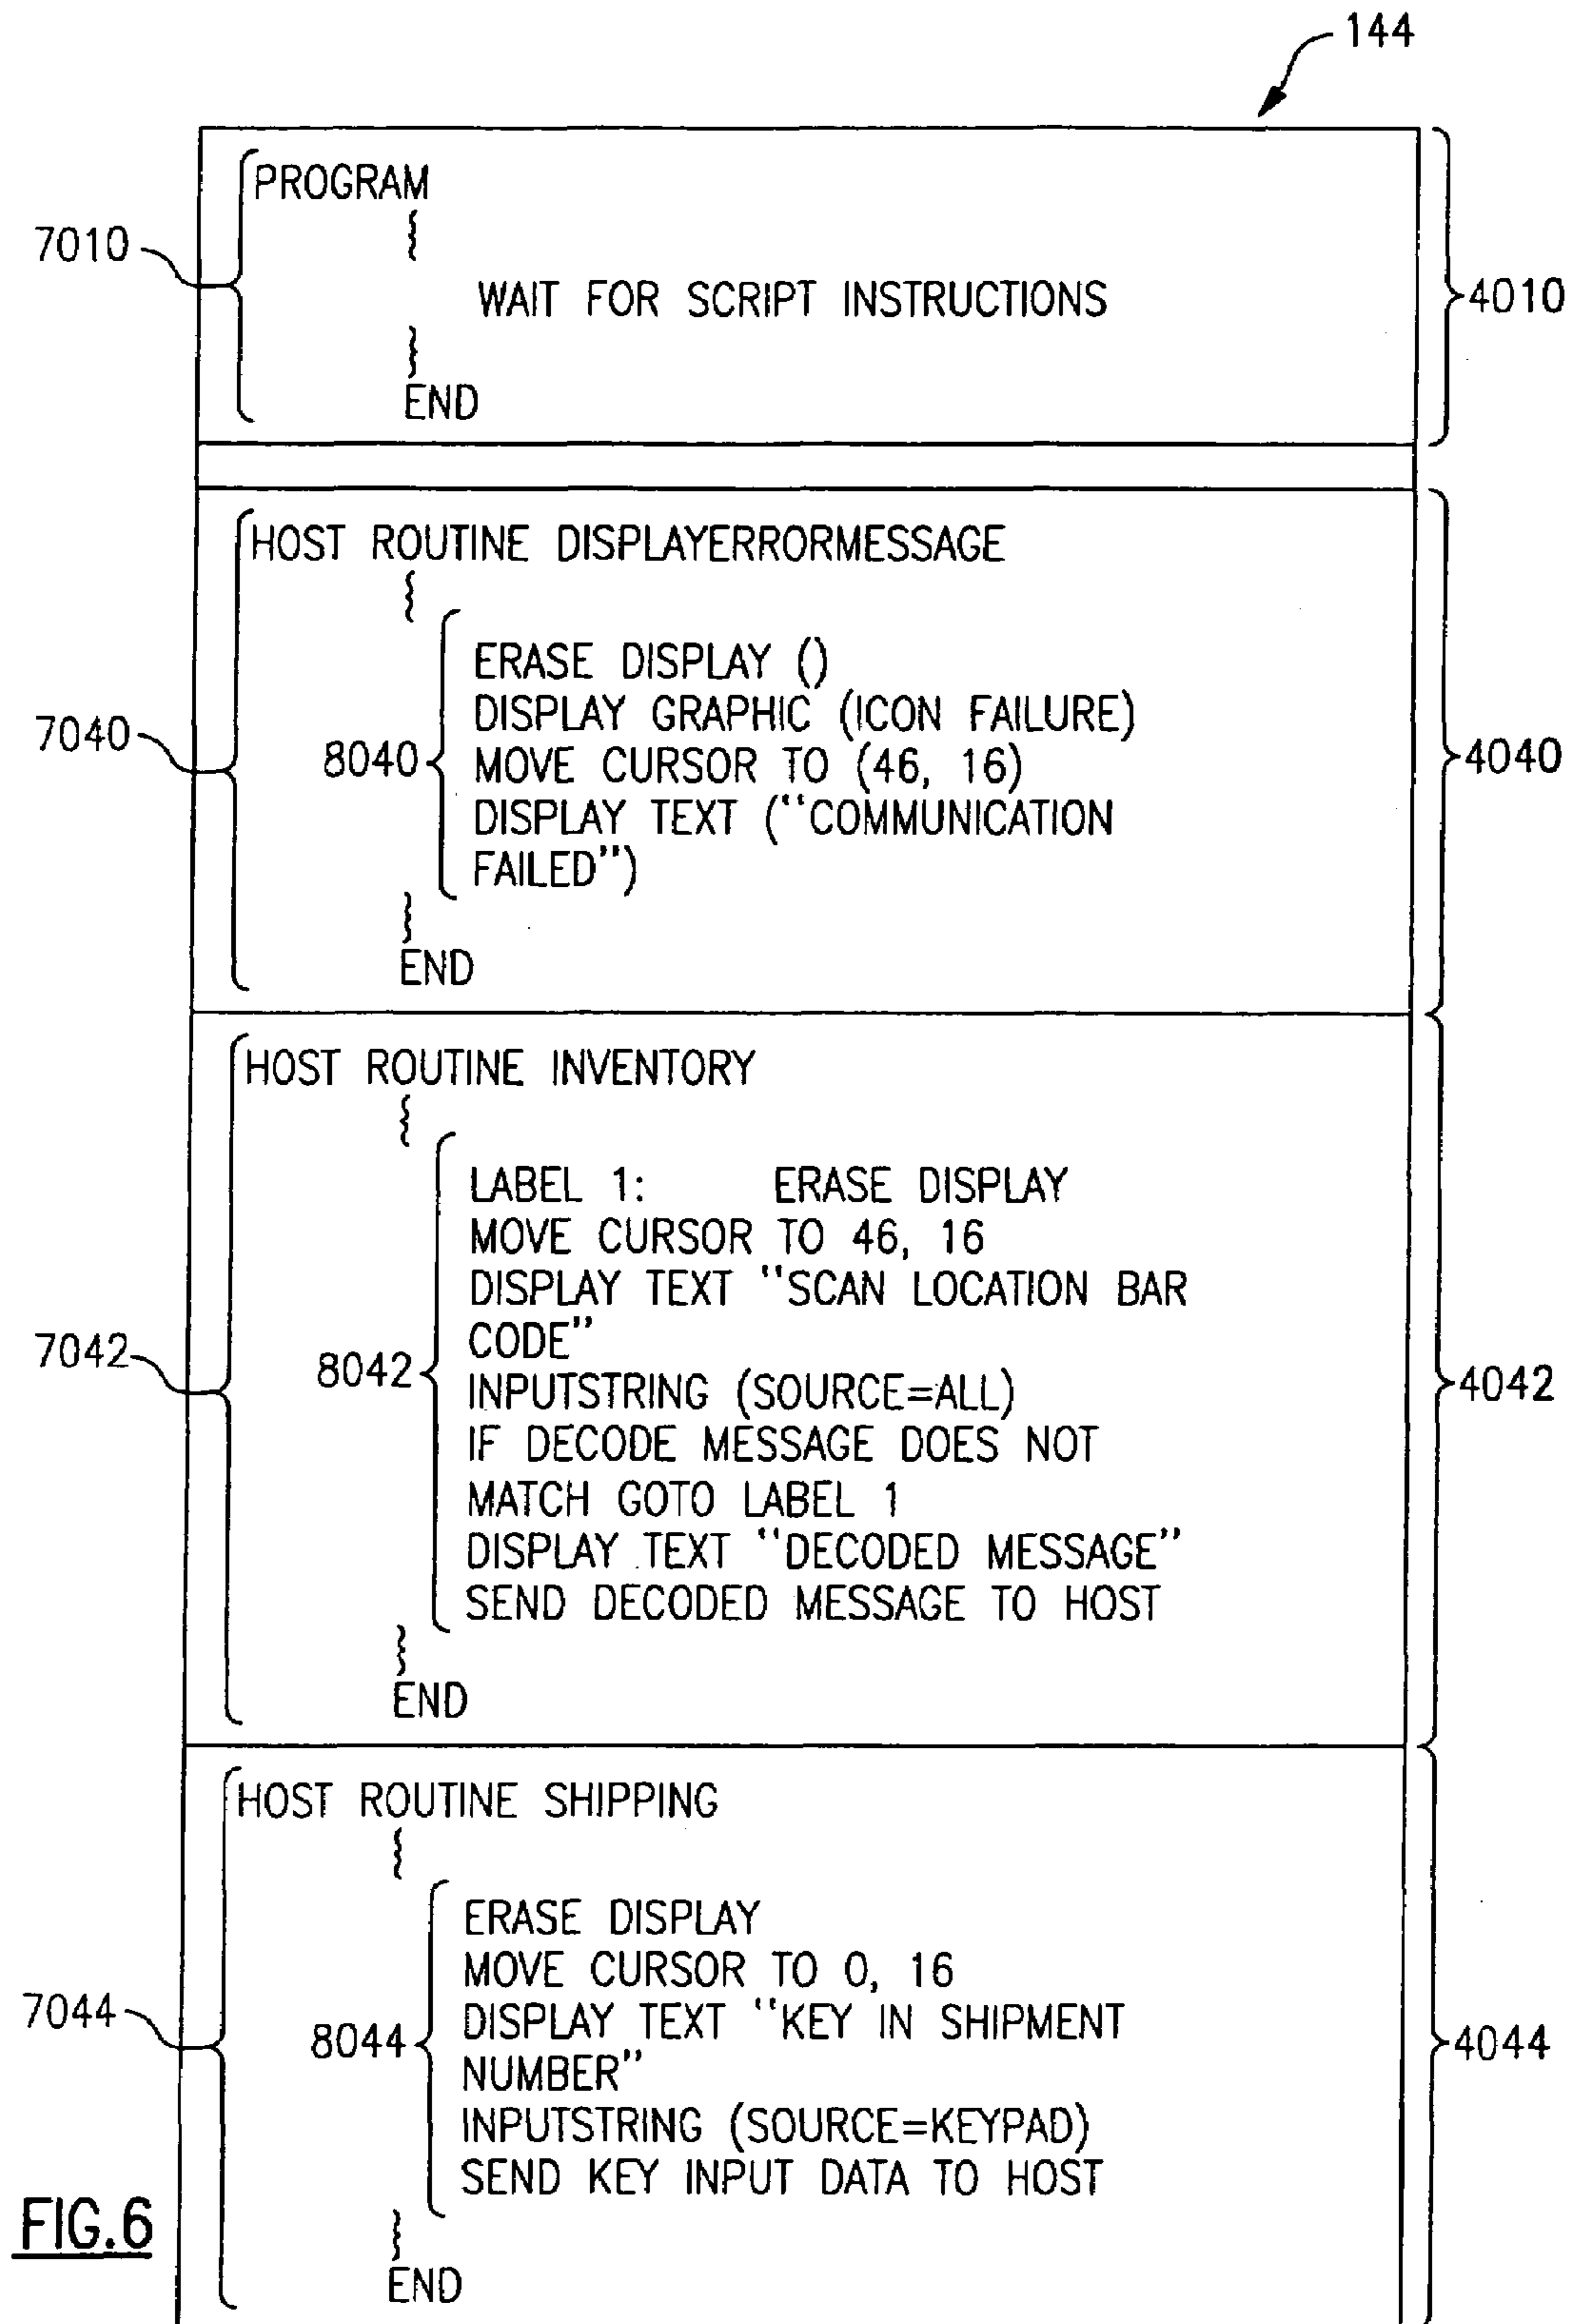 144
PROGRAM
{
7010
WAIT FOR SCRIPT INSTRUCTIONS
4010
}
END
HOST ROUTINE DISPLAYERRORMESSAGE
{
ERASE DISPLAY ()
DISPLAY GRAPHIC (ICON FAILURE)
7040
8040
MOVE CURSOR TO (46, 16)
4040
DISPLAY TEXT ("COMMUNICATION
FAILED")
}
END
HOST ROUTINE INVENTORY
{
LABEL 1: ERASE DISPLAY
MOVE CURSOR TO 46, 16
DISPLAY TEXT "SCAN LOCATION BAR
CODE"
7042
8042
INPUTSTRING (SOURCE=ALL)
4042
IF DECODE MESSAGE DOES NOT
MATCH GOTO LABEL 1
DISPLAY TEXT "DECODED MESSAGE"
SEND DECODED MESSAGE TO HOST
}
END
HOST ROUTINE SHIPPING
{
ERASE DISPLAY
MOVE CURSOR TO 0, 16
7044
8044
DISPLAY TEXT "KEY IN SHIPMENT
NUMBER"
4044
INPUTSTRING (SOURCE=KEYPAD)
SEND KEY INPUT DATA TO HOST
}
END
FIG.6